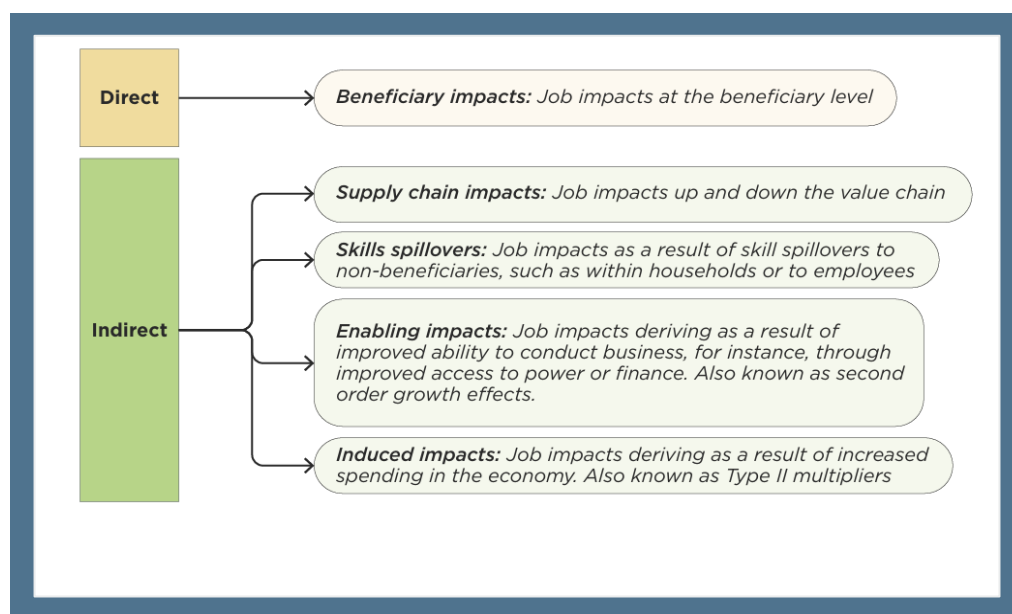 Direct
Beneficiary impacts: Job impacts at the beneficiary level
Indirect
Supply chain impacts: Job impacts up and down the value chain
Skills spillovers: Job impacts as a result of skill spillovers to
non-beneficiaries, such as within households or to employees
Enabling impacts: Job impacts deriving as a result of
improved ability to conduct business, for instance, through
improved access to power or finance. Also known as second
order growth effects.
Induced impacts: Job impacts deriving as a result of increased
spending in the economy. Also known as Type II multipliers